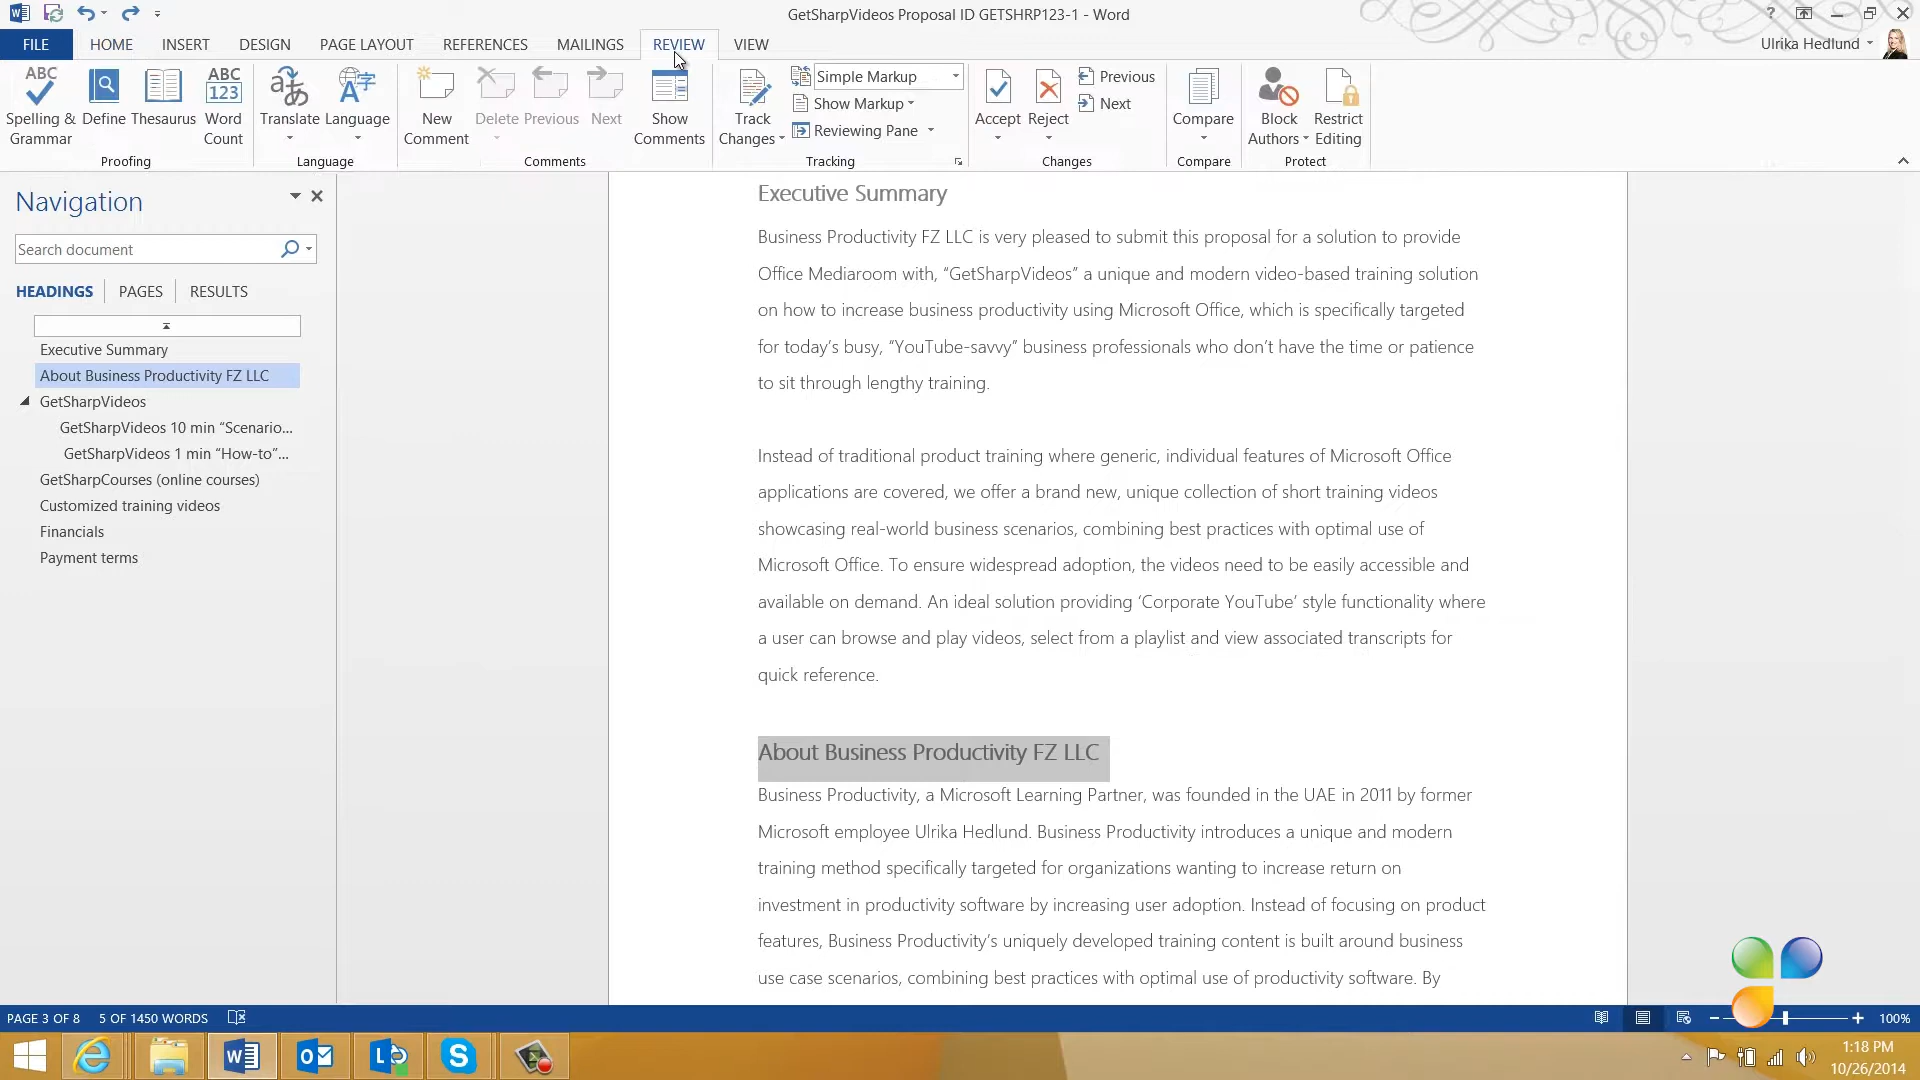 GetSharpVideos Proposal ID GETSHRP123-1 - Word
?
FILE HOME INSERT DESIGN PAGE LAYOUT REFERENCES MAILINGS REVIEW VIEW
Ulrika Hedlund
ABC
Spelling &
Grammar
Define
Thesaurus
ABC
123
Word
Count
Proofing
Translate
Language
Language
New
Comment
Delete
Previous
Next
Show
Comments
Comments
Track
Changes
Simple Markup
Show Markup
Reviewing Pane
Tracking
Accept
Reject
Previous
Next
Changes
Compare
Compare
Block
Authors
Restrict
Editing
Protect
Navigation
Search document
HEADINGS PAGES RESULTS
Executive Summary
About Business Productivity FZ LLC
GetSharpVideos
GetSharpVideos 10 min “Scenario...
GetSharpVideos 1 min “How-to”...
GetSharpCourses (online courses)
Customized training videos
Financials
Payment terms
Executive Summary
Business Productivity FZ LLC is very pleased to submit this proposal for a solution to provide
Office Mediaroom with, “GetSharpVideos” a unique and modern video-based training solution
on how to increase business productivity using Microsoft Office, which is specifically targeted
for today’s busy, “YouTube-savvy” business professionals who don’t have the time or patience
to sit through lengthy training.
Instead of traditional product training where generic, individual features of Microsoft Office
applications are covered, we offer a brand new, unique collection of short training videos
showcasing real-world business scenarios, combining best practices with optimal use of
Microsoft Office. To ensure widespread adoption, the videos need to be easily accessible and
available on demand. An ideal solution providing ‘Corporate YouTube’ style functionality where
a user can browse and play videos, select from a playlist and view associated transcripts for
quick reference.
About Business Productivity FZ LLC
Business Productivity, a Microsoft Learning Partner, was founded in the UAE in 2011 by former
Microsoft employee Ulrika Hedlund. Business Productivity introduces a unique and modern
training method specifically targeted for organizations wanting to increase return on
investment in productivity software by increasing user adoption. Instead of focusing on product
features, Business Productivity’s uniquely developed training content is built around business
use case scenarios, combining best practices with optimal use of productivity software. By
PAGE 3 OF 8 5 OF 1450 WORDS
100%
1:18 PM
10/26/2014